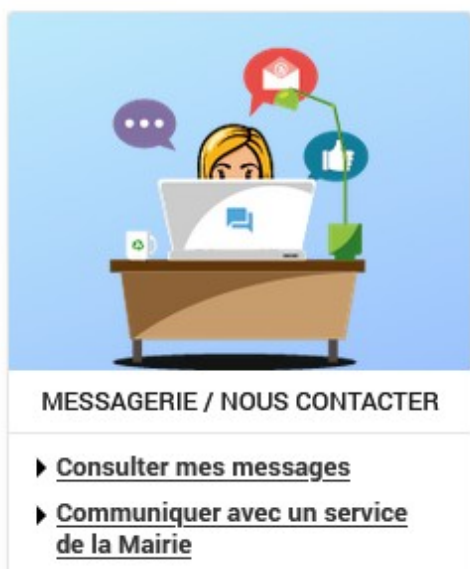 MESSAGERIE / NOUS CONTACTER
Consulter mes messages
Communiquer avec un service
de la Mairie